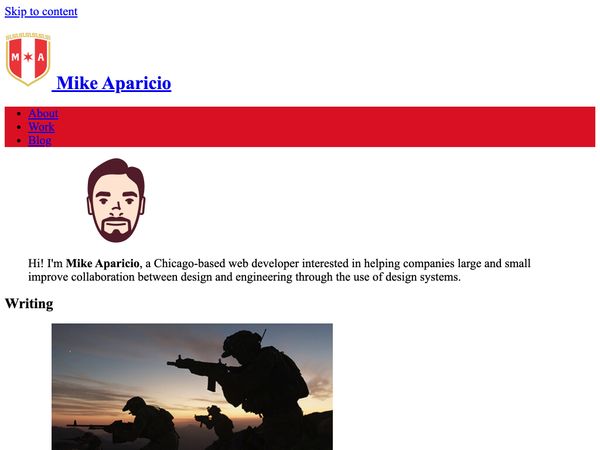 Skip to content
M A Mike Aparicio
About
Work
Blog
Hi! I'm Mike Aparicio, a Chicago-based web developer interested in helping companies large and small
improve collaboration between design and engineering through the use of design systems.
Writing